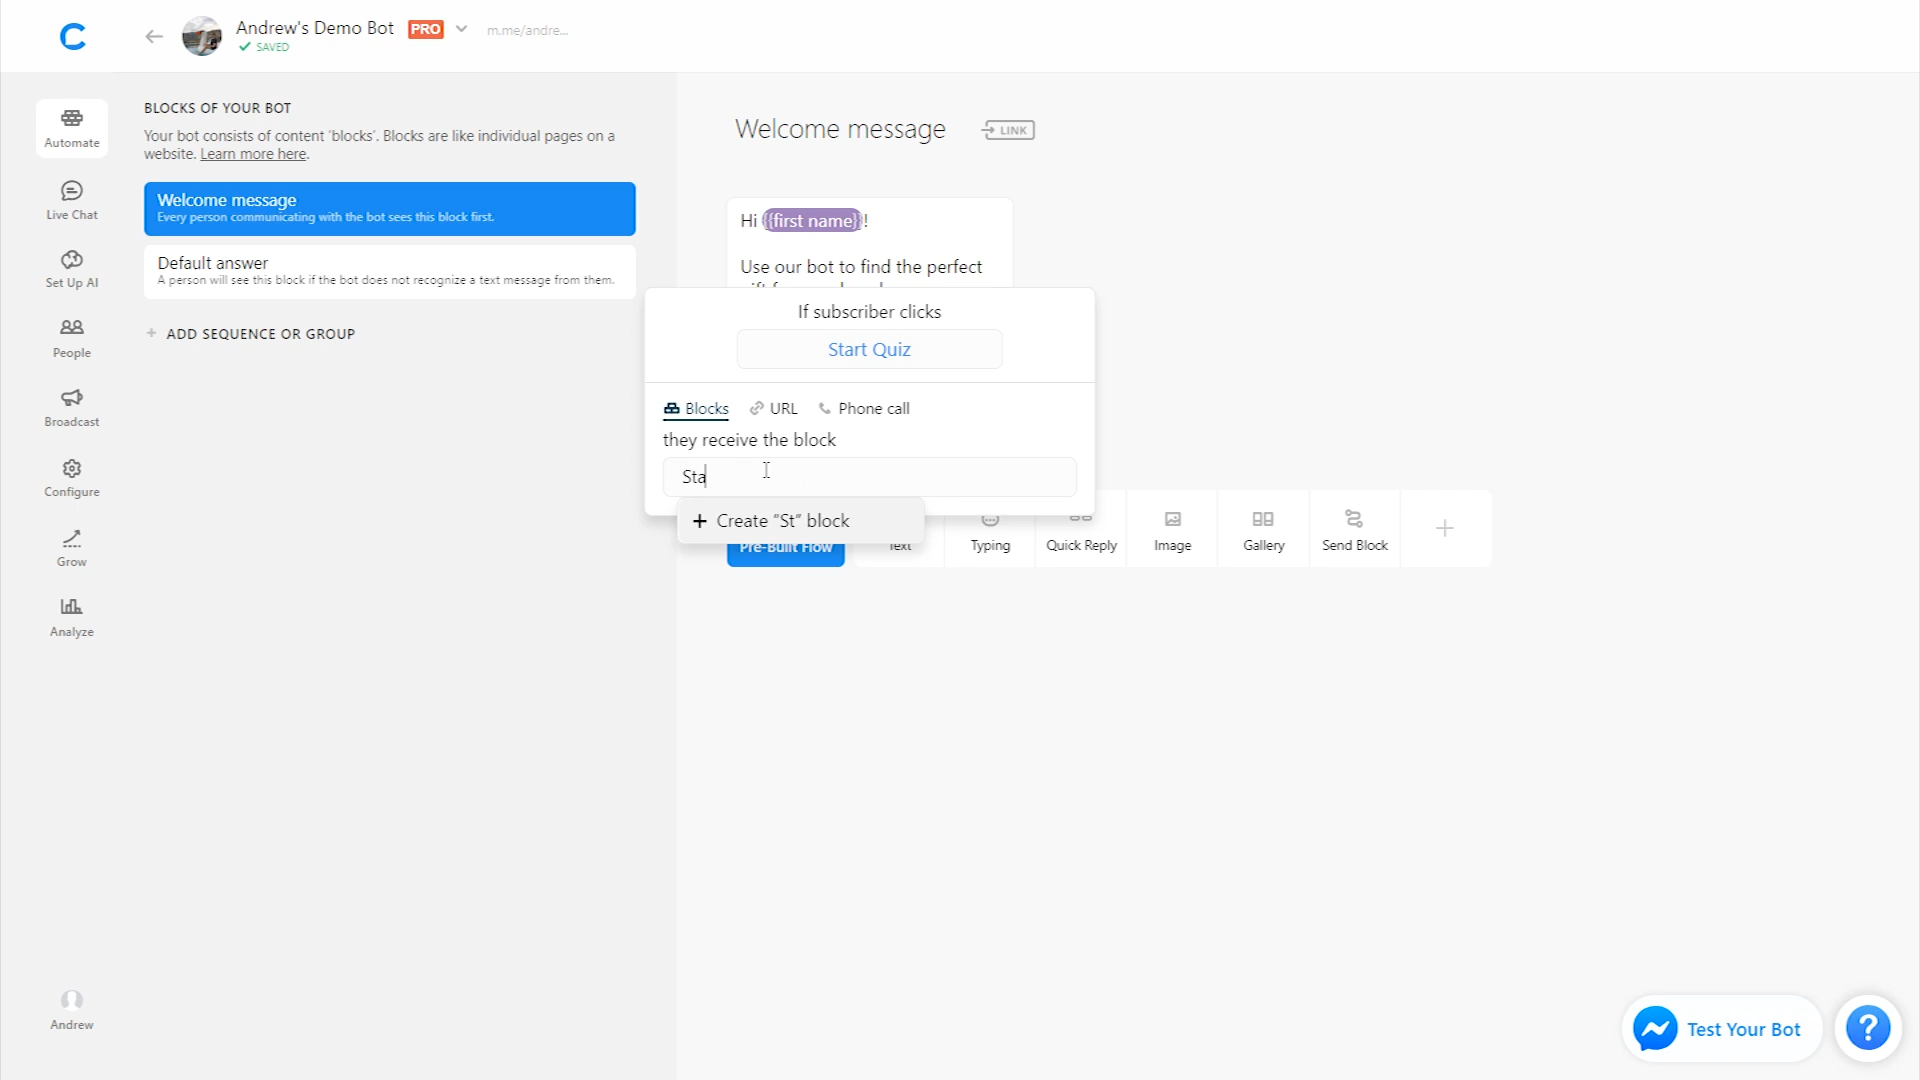 Andrew's Demo Bot PRO m.me/andre...
SAVED
Automate
Live Chat
Set Up AI
People
Broadcast
Configure
Grow
Analyze
Andrew
BLOCKS OF YOUR BOT
Your bot consists of content 'blocks'. Blocks are like individual pages on a
website. Learn more here.
Welcome message
Every person communicating with the bot sees this block first.
Default answer
A person will see this block if the bot does not recognize a text message from them.
+ ADD SEQUENCE OR GROUP
Welcome message LINK
Hi {{first name}}!
Use our bot to find the perfect
If subscriber clicks
Start Quiz
Blocks URL Phone call
they receive the block
Sta
+ Create "St" block
Pre-Built Flow Text Typing Quick Reply Image Gallery Send Block +
Test Your Bot ?